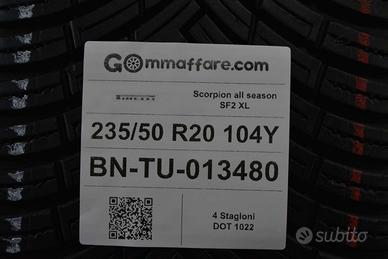 GOmmaffare.com
Scorpion all season
SF2 XL
235/50 R20 104Y
BN-TU-013480
4 Stagioni
DOT 1022
subito